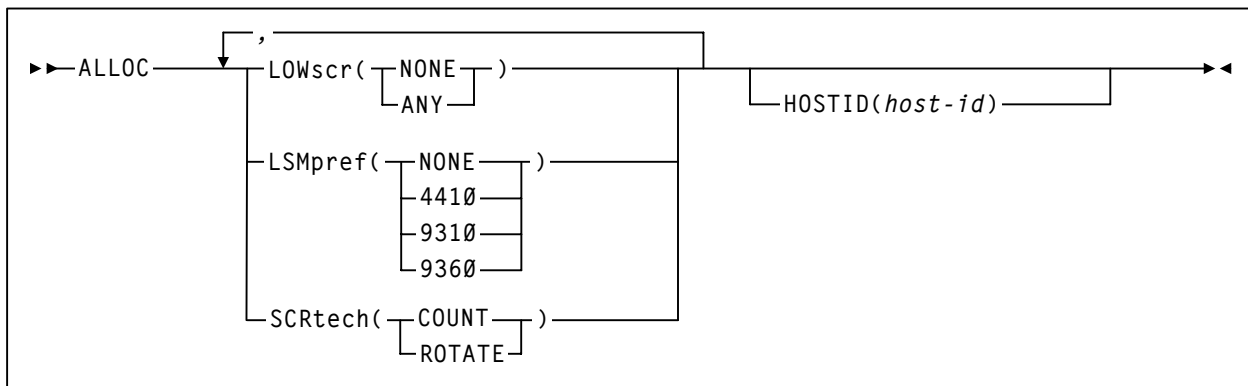 ,
ALLOC LOWscr( NONE )
ANY
HOSTID(host-id)
LSMpref( NONE )
4410
9310
9360
SCRtech( COUNT )
ROTATE